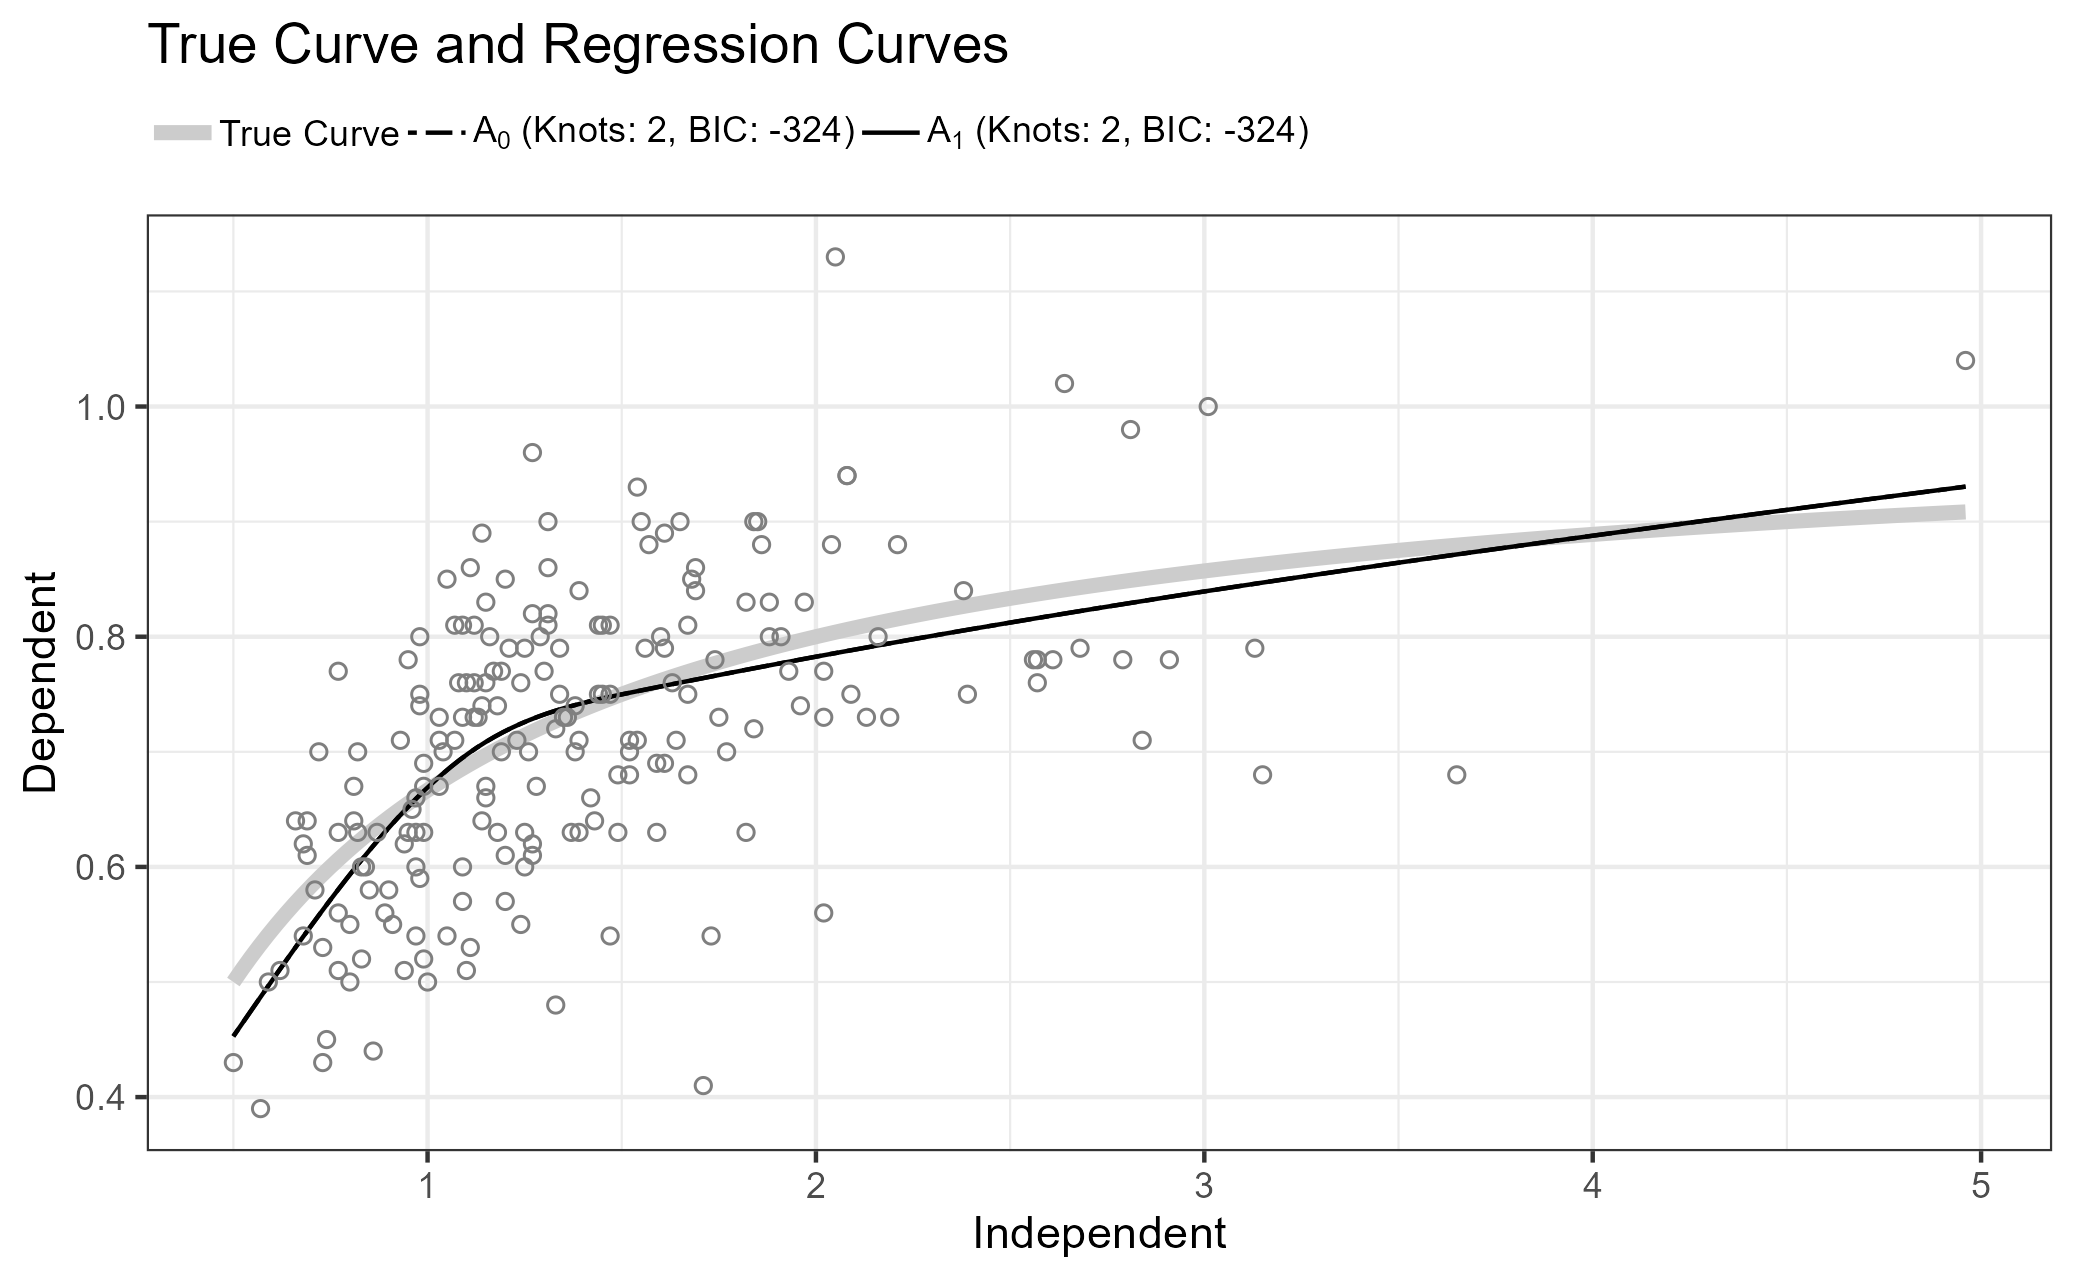 True Curve and Regression Curves
True Curve A₀ (Knots: 2, BIC: -324) A₁ (Knots: 2, BIC: -324)
Dependent
1.0
0.8
0.6
0.4
1 2 3 4 5
Independent